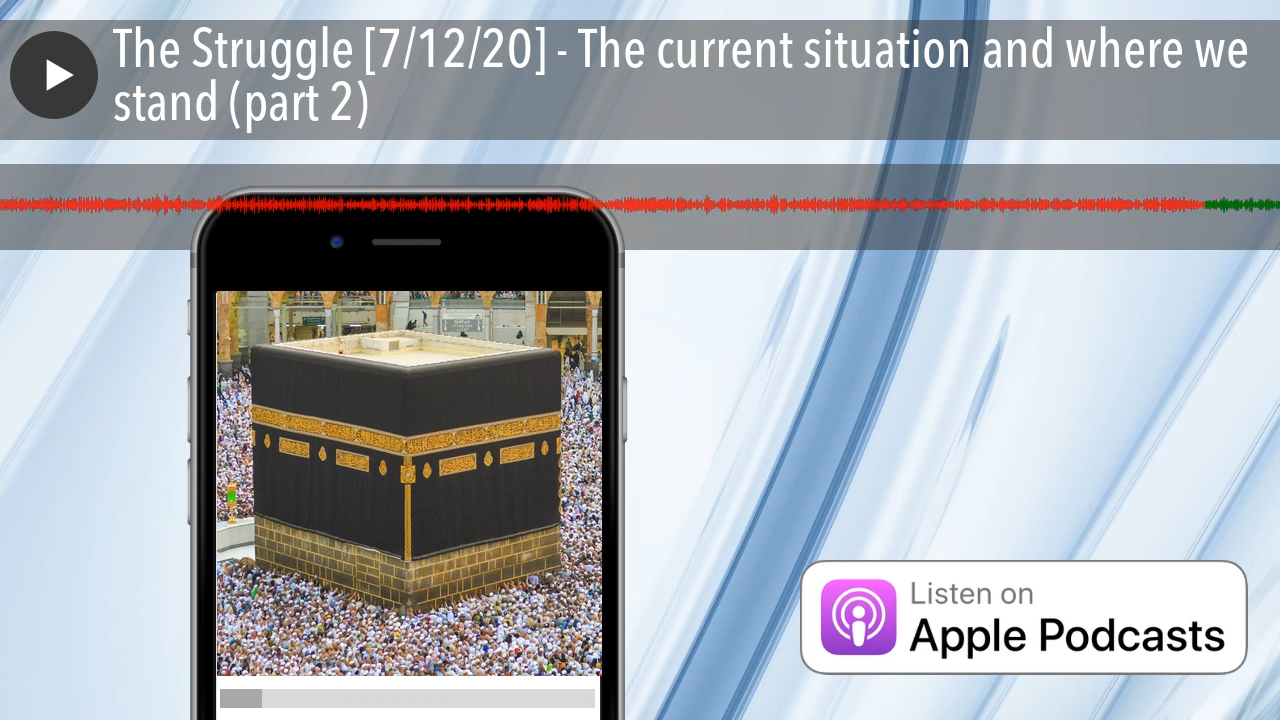 The Struggle [7/12/20] - The current situation and where we
stand (part 2)
Listen on
Apple Podcasts